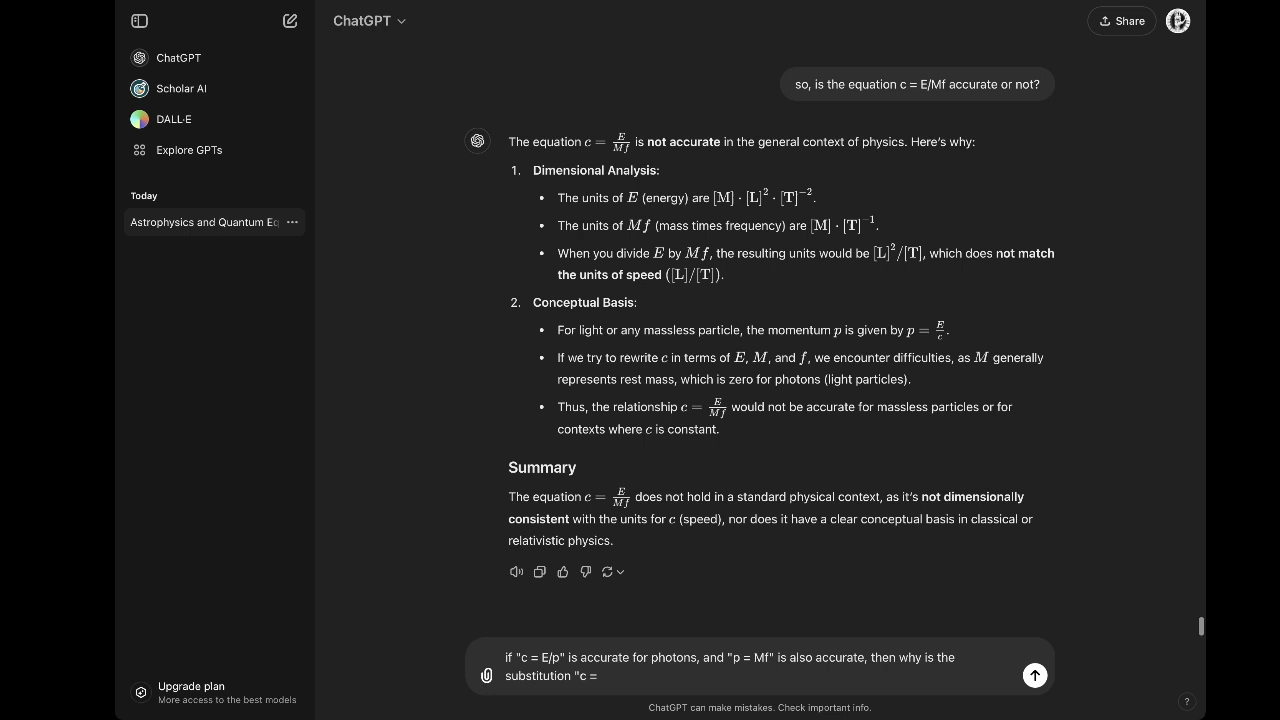 ChatGPT
Share
ChatGPT
Scholar AI
DALL·E
Explore GPTs
Today
Astrophysics and Quantum Eq
so, is the equation c = E/Mf accurate or not?
The equation c = E/Mf is not accurate in the general context of physics. Here’s why:
1. Dimensional Analysis:
• The units of E (energy) are [M] · [L]² · [T]⁻².
• The units of Mf (mass times frequency) are [M] · [T]⁻¹.
• When you divide E by Mf, the resulting units would be [L]²/[T], which does not match
the units of speed ([L]/[T]).
2. Conceptual Basis:
• For light or any massless particle, the momentum p is given by p = E/c.
• If we try to rewrite c in terms of E, M, and f, we encounter difficulties, as M generally
represents rest mass, which is zero for photons (light particles).
• Thus, the relationship c = E/Mf would not be accurate for massless particles or for
contexts where c is constant.
Summary
The equation c = E/Mf does not hold in a standard physical context, as it’s not dimensionally
consistent with the units for c (speed), nor does it have a clear conceptual basis in classical or
relativistic physics.
if "c = E/p" is accurate for photons, and "p = Mf" is also accurate, then why is the
substitution "c =
Upgrade plan
More access to the best models
ChatGPT can make mistakes. Check important info.
?